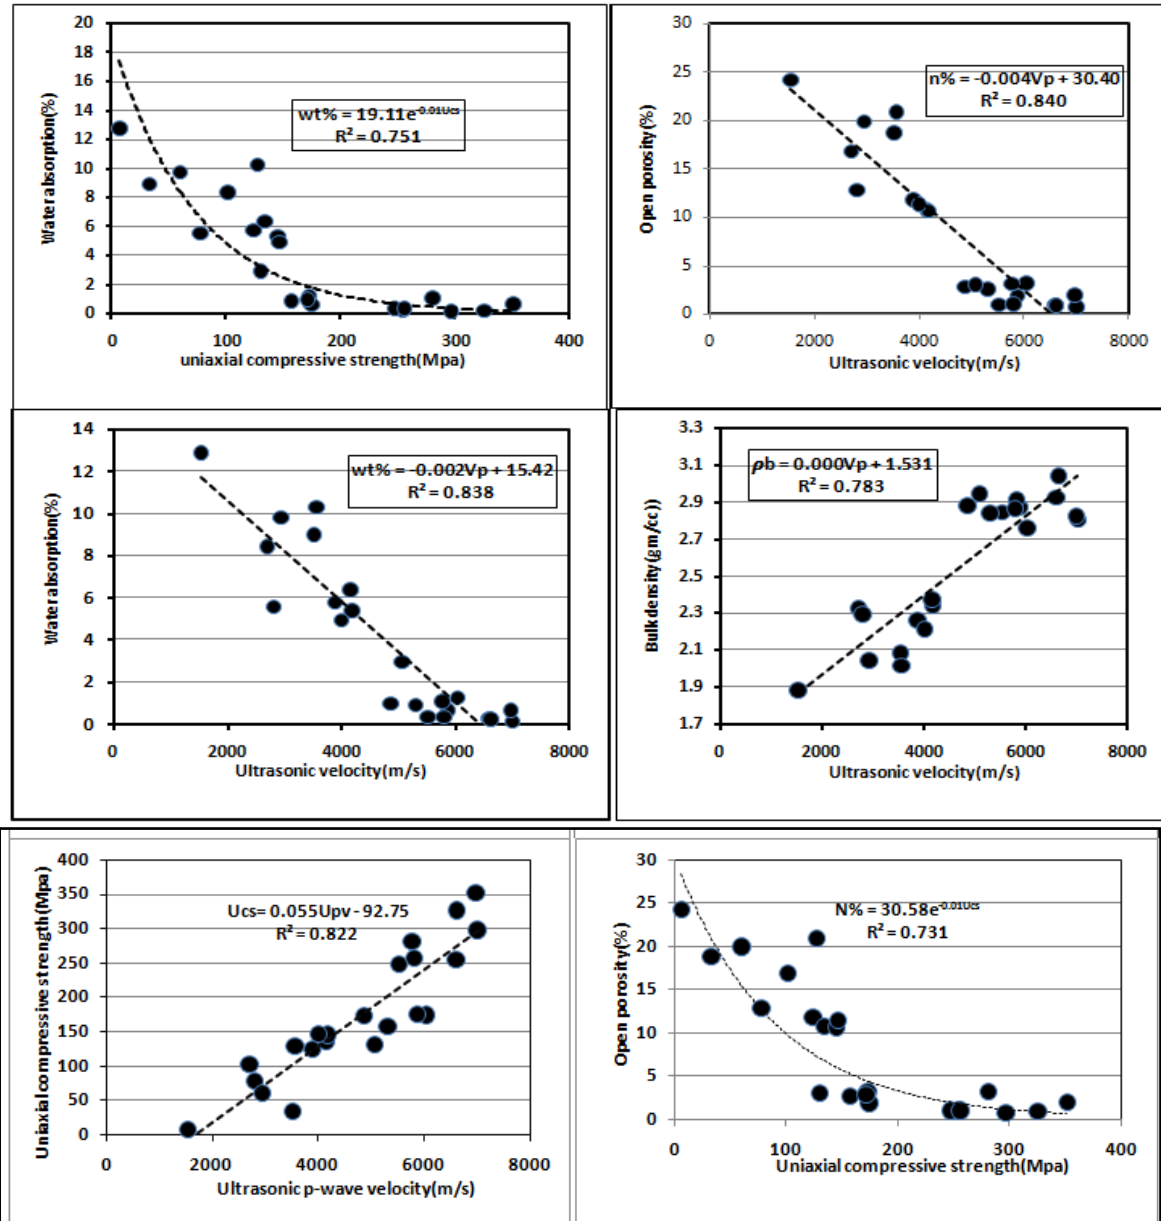 20
18
16
14
12
10
8
6
4
2
0
Water absorption(%)
wt% = 19.11e-0.01Ucs
R² = 0.751
0 100 200 300 400
uniaxial compressive strength(Mpa)
30
25
20
15
10
5
0
Open porosity(%)
n% = -0.004Vp + 30.40
R² = 0.840
0 2000 4000 6000 8000
Ultrasonic velocity(m/s)
14
12
10
8
6
4
2
0
Water absorption(%)
wt% = -0.002Vp + 15.42
R² = 0.838
0 2000 4000 6000 8000
Ultrasonic velocity(m/s)
3.3
3.1
2.9
2.7
2.5
2.3
2.1
1.9
1.7
Bulk density(gm/cc)
ρb = 0.000Vp + 1.531
R² = 0.783
0 2000 4000 6000 8000
Ultrasonic velocity(m/s)
400
350
300
250
200
150
100
50
0
Uniaxial compressive strength(Mpa)
Ucs= 0.055Upv - 92.75
R² = 0.822
0 2000 4000 6000 8000
Ultrasonic p-wave velocity(m/s)
30
25
20
15
10
5
0
Open porosity(%)
N% = 30.58e-0.01Ucs
R² = 0.731
0 100 200 300 400
Uniaxial compressive strength(Mpa)